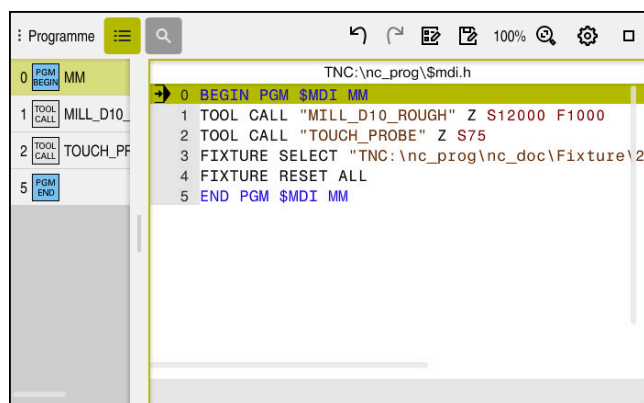 Programme 100%
0 PGM BEGIN MM
1 TOOL CALL MILL_D10_
2 TOOL CALL TOUCH_PF
5 PGM END
TNC:\nc_prog\$mdi.h
0 BEGIN PGM $MDI MM
1 TOOL CALL "MILL_D10_ROUGH" Z S12000 F1000
2 TOOL CALL "TOUCH_PROBE" Z S75
3 FIXTURE SELECT "TNC:\nc_prog\nc_doc\Fixture\2
4 FIXTURE RESET ALL
5 END PGM $MDI MM